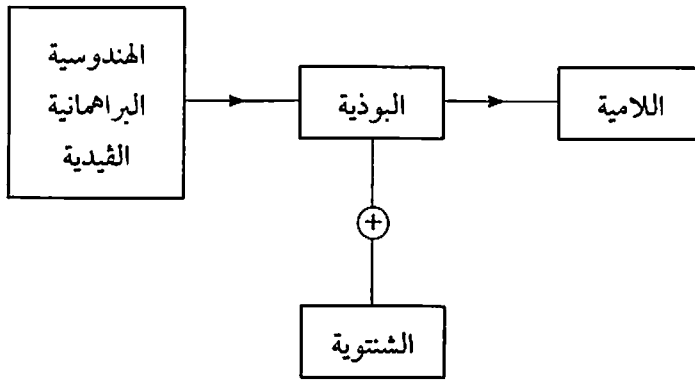 الهندوسية
البراهمانية
الڤيدية
البوذية
اللامية
+
الشنتوية